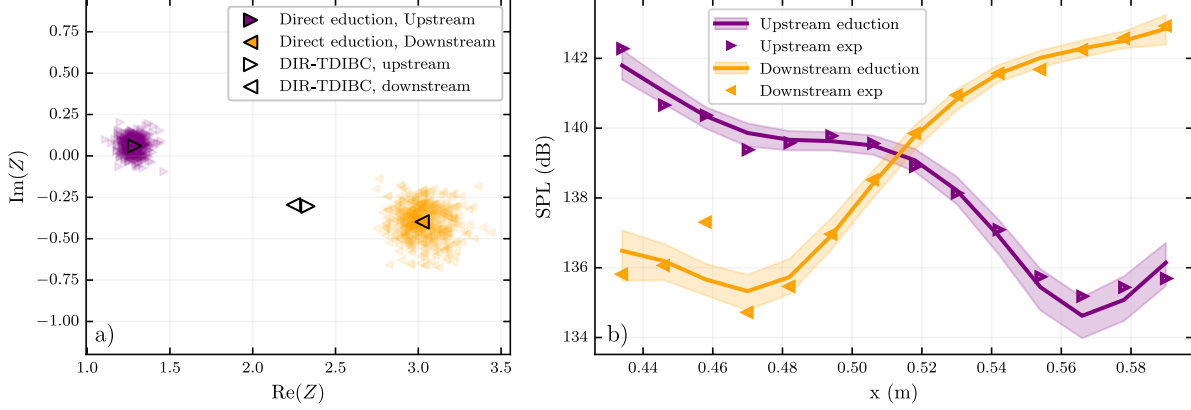 0.75
0.50
0.25
0.00
−0.25
−0.50
−0.75
−1.00
Im(Z)
Direct eduction, Upstream
Direct eduction, Downstream
DIR-TDIBC, upstream
DIR-TDIBC, downstream
a)
1.0 1.5 2.0 2.5 3.0 3.5
Re(Z)
142
140
138
136
134
SPL (dB)
Upstream eduction
Upstream exp
Downstream eduction
Downstream exp
b)
0.44 0.46 0.48 0.50 0.52 0.54 0.56 0.58
x (m)